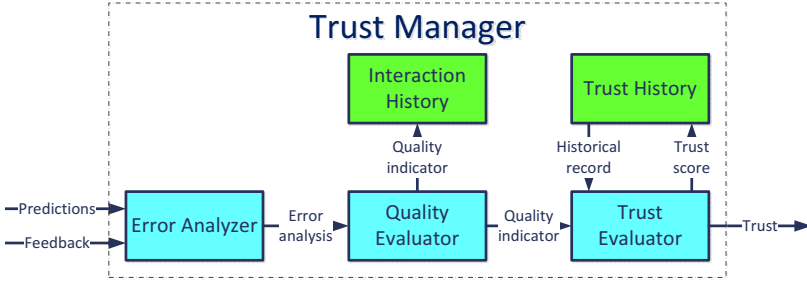 Trust Manager
Interaction
History
Trust History
Quality
indicator
Historical
record
Trust
score
Predictions
Feedback
Error Analyzer
Error
analysis
Quality
Evaluator
Quality
indicator
Trust
Evaluator
Trust